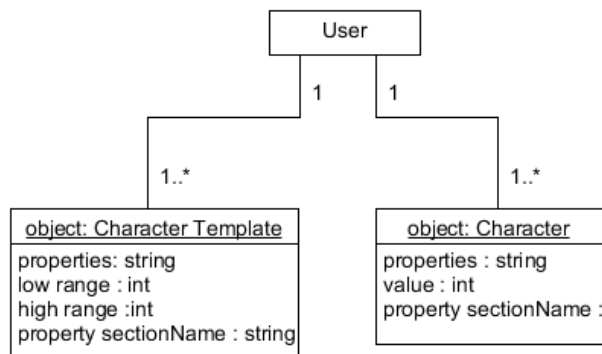 User
1
1
1..*
1..*
object: Character Template
properties: string
low range : int
high range :int
property sectionName : string
object: Character
properties : string
value : int
property sectionName :